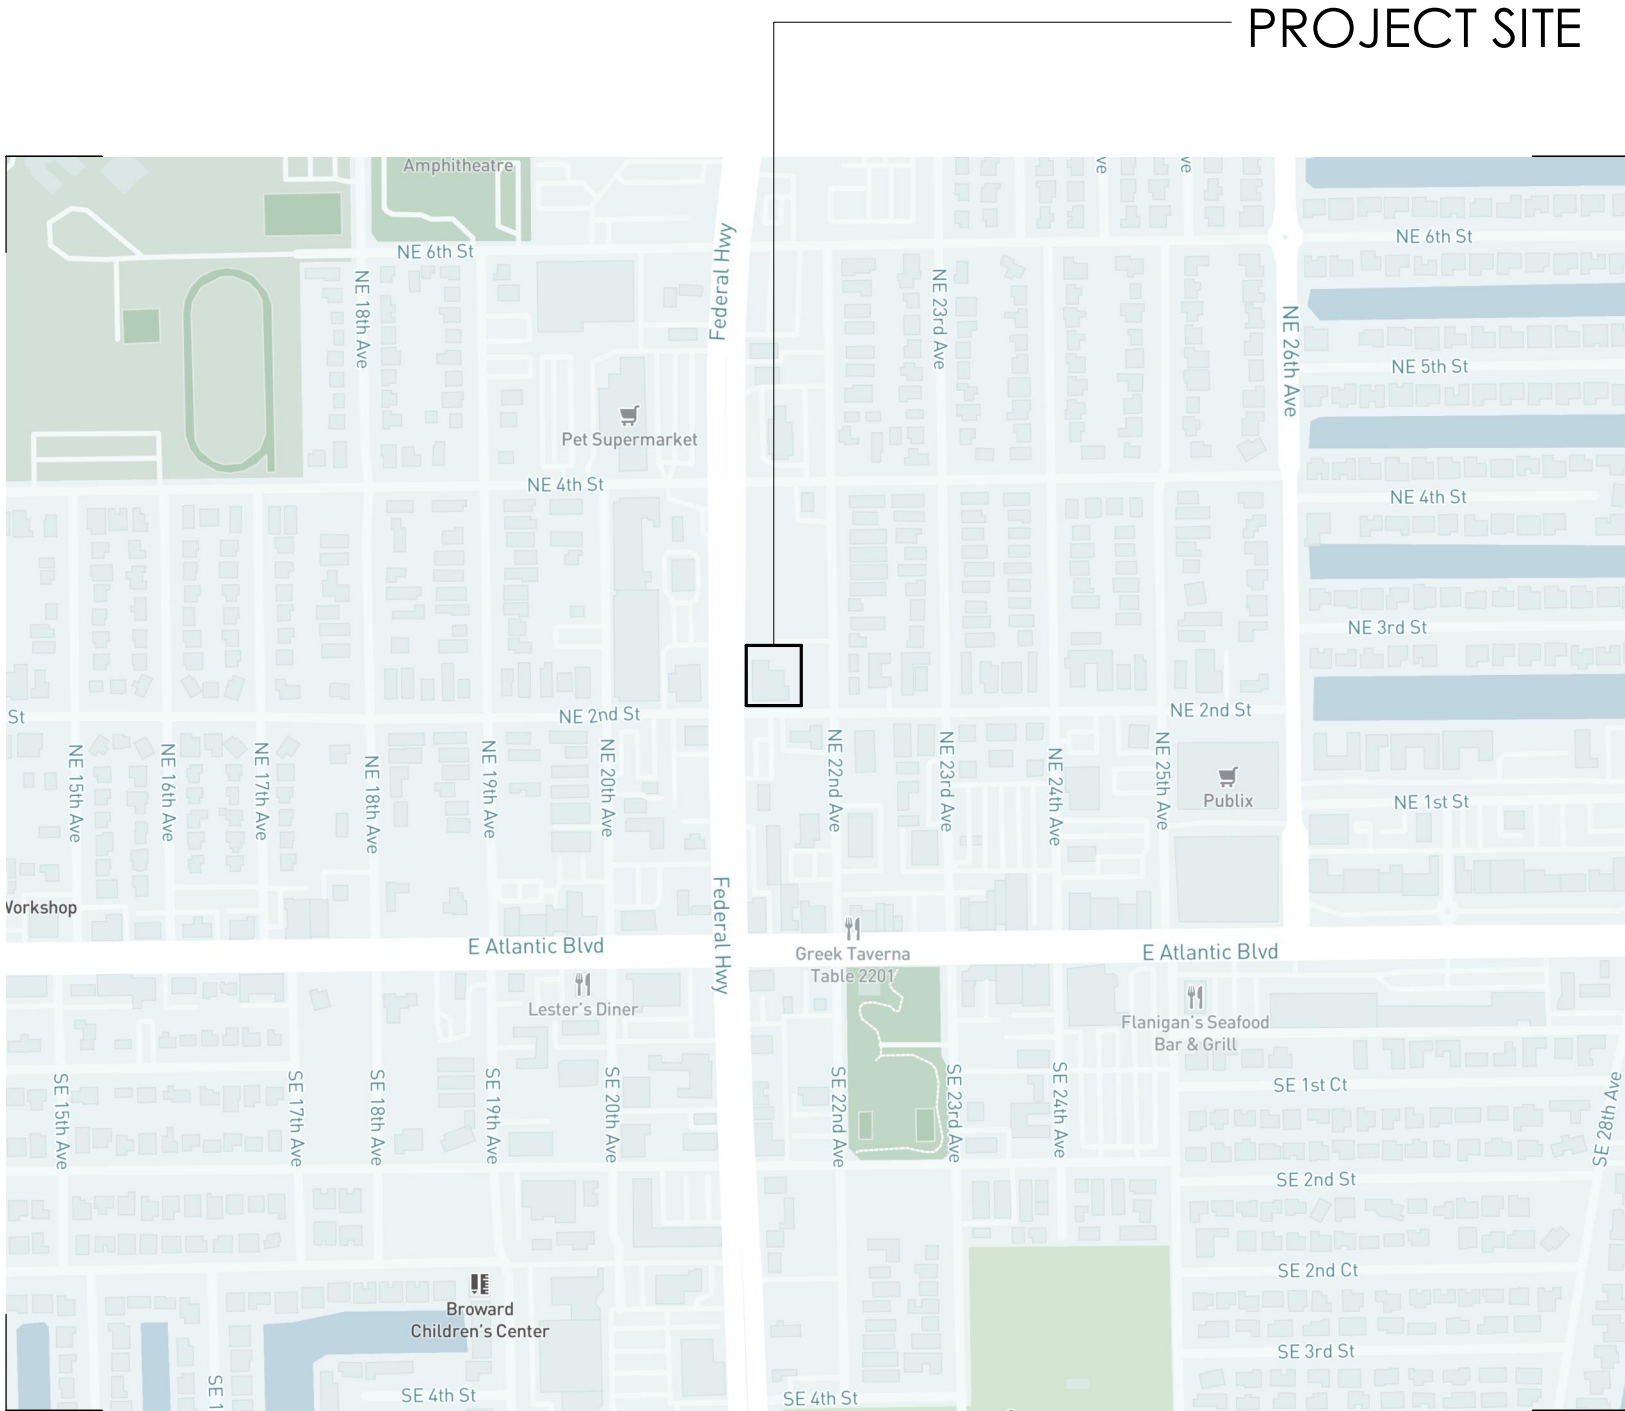 PROJECT SITE
Amphitheatre
ve
ve
NE 6th St
NE 6th St
Federal Hwy
NE 18th Ave
NE 23rd Ave
NE 26th Ave
NE 5th St
Pet Supermarket
NE 4th St
NE 4th St
NE 3rd St
St
NE 2nd St
NE 2nd St
NE 15th Ave
NE 16th Ave
NE 17th Ave
NE 18th Ave
NE 19th Ave
NE 20th Ave
NE 22nd Ave
NE 23rd Ave
NE 24th Ave
NE 25th Ave
Publix
NE 1st St
Workshop
Federal Hwy
E Atlantic Blvd
E Atlantic Blvd
Greek Taverna
Table 2201
Lester's Diner
Flanigan's Seafood
Bar & Grill
SE 15th Ave
SE 17th Ave
SE 18th Ave
SE 19th Ave
SE 20th Ave
SE 22nd Ave
SE 23rd Ave
SE 24th Ave
SE 1st Ct
SE 28th Ave
SE 2nd St
SE 2nd Ct
Broward
Children's Center
SE 3rd St
SE 1
SE 4th St
SE 4th St